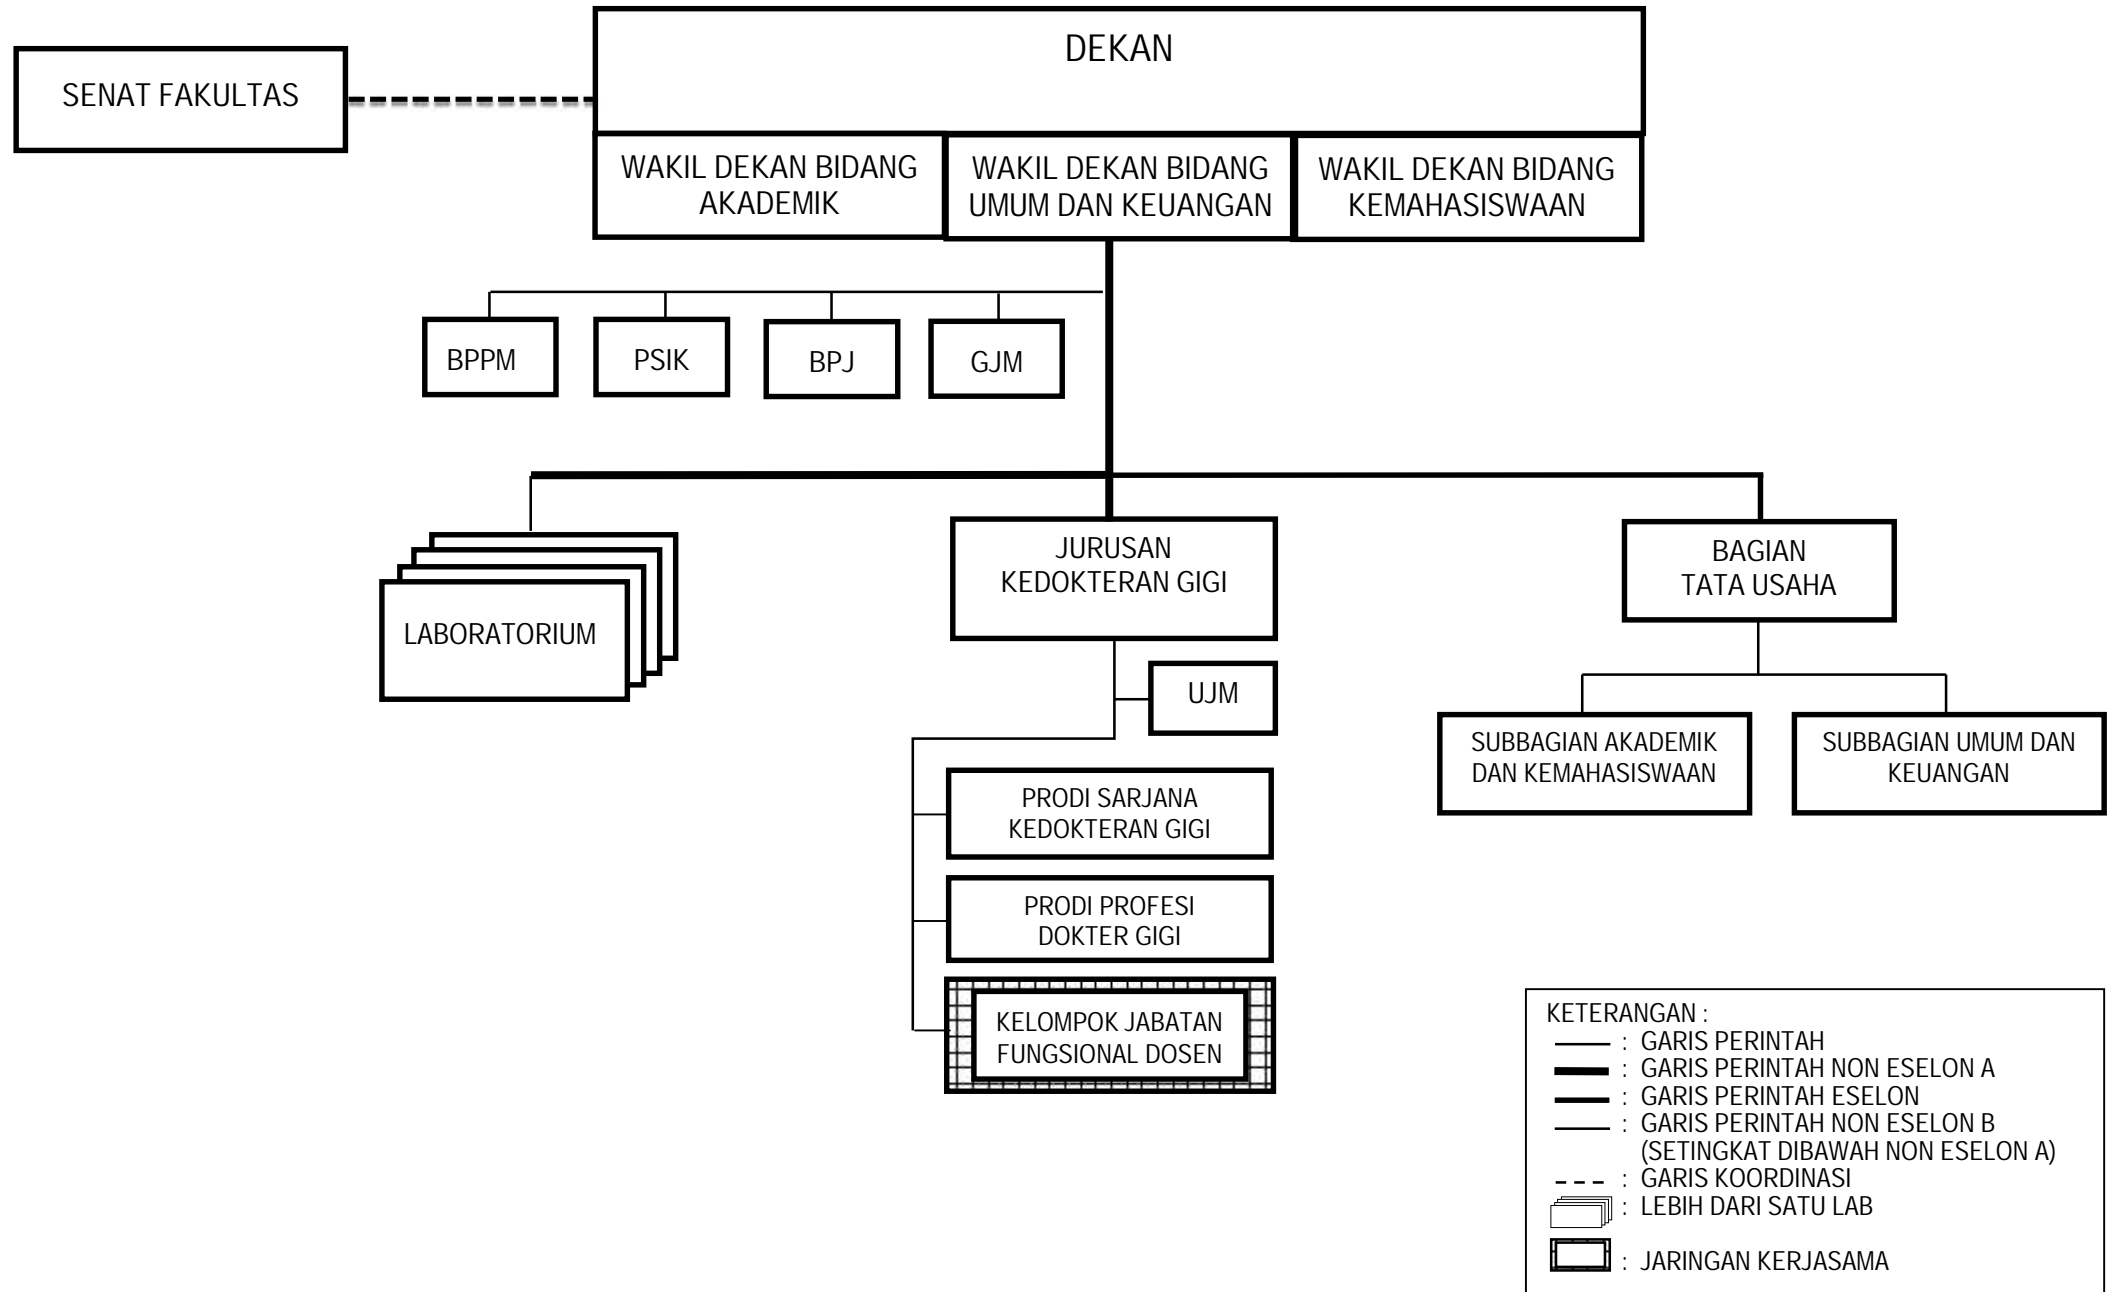 DEKAN
SENAT FAKULTAS
WAKIL DEKAN BIDANG
AKADEMIK
WAKIL DEKAN BIDANG
UMUM DAN KEUANGAN
WAKIL DEKAN BIDANG
KEMAHASISWAAN
BPPM
PSIK
BPJ
GJM
LABORATORIUM
JURUSAN
KEDOKTERAN GIGI
BAGIAN
TATA USAHA
UJM
SUBBAGIAN AKADEMIK
DAN KEMAHASISWAAN
SUBBAGIAN UMUM DAN
KEUANGAN
PRODI SARJANA
KEDOKTERAN GIGI
PRODI PROFESI
DOKTER GIGI
KELOMPOK JABATAN
FUNGSIONAL DOSEN
KETERANGAN :
: GARIS PERINTAH
: GARIS PERINTAH NON ESELON A
: GARIS PERINTAH ESELON
: GARIS PERINTAH NON ESELON B
(SETINGKAT DIBAWAH NON ESELON A)
: GARIS KOORDINASI
: LEBIH DARI SATU LAB
: JARINGAN KERJASAMA